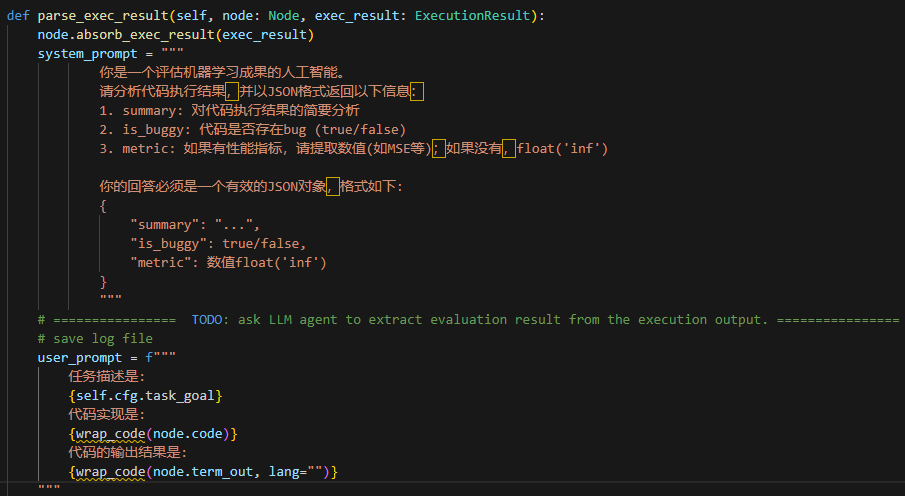 def parse_exec_result(self, node: Node, exec_result: ExecutionResult):
    node.absorb_exec_result(exec_result)
    system_prompt = """
            你是一个评估机器学习成果的人工智能。
            请分析代码执行结果，并以JSON格式返回以下信息：
            1. summary: 对代码执行结果的简要分析
            2. is_buggy: 代码是否存在bug (true/false)
            3. metric: 如果有性能指标, 请提取数值(如MSE等)；如果没有，float('inf')

            你的回答必须是一个有效的JSON对象，格式如下:
            {
                "summary": "...",
                "is_buggy": true/false,
                "metric": 数值float('inf')
            }
            """
    # ================  TODO: ask LLM agent to extract evaluation result from the execution output. ================
    # save log file
    user_prompt = f"""
        任务描述是:
        {self.cfg.task_goal}
        代码实现是:
        {wrap_code(node.code)}
        代码的输出结果是:
        {wrap_code(node.term_out, lang="")}
    """